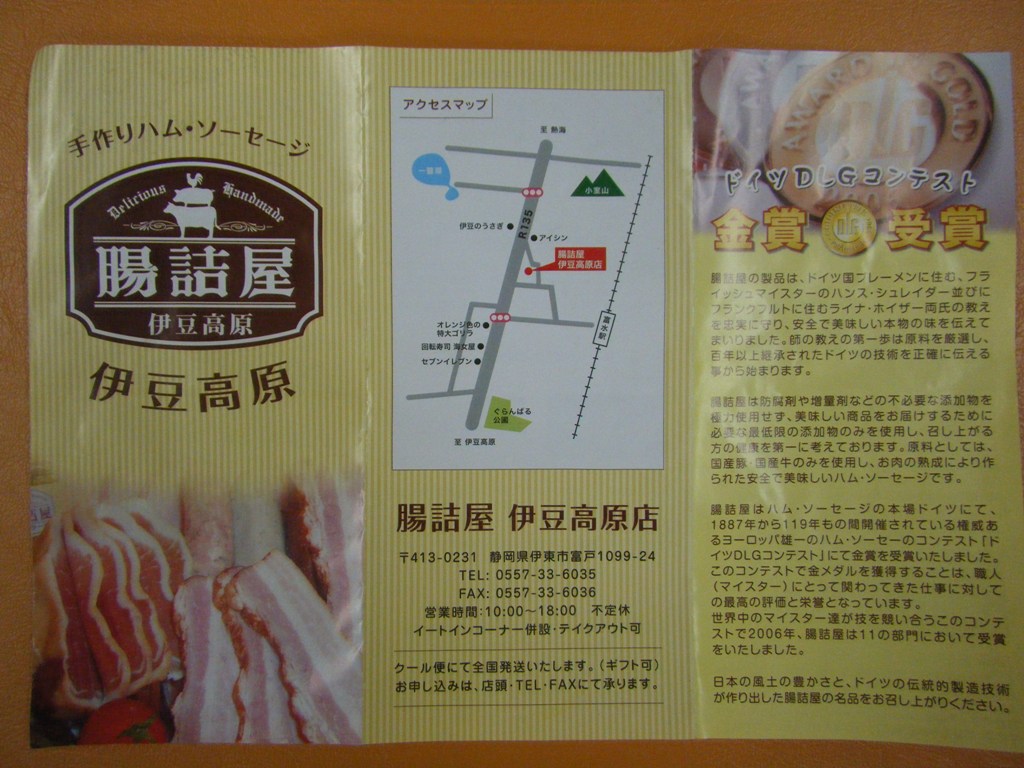 手作りハム・ソーセージ
Delicious Handmade
腸詰屋
伊豆高原
伊豆高原
アクセスマップ
至 熱海
一碧湖
小室山
R135
伊豆のうさぎ
アイシン
腸詰屋
伊豆高原店
オレンジ色の
特大ゴリラ
回転寿司 海女屋
セブンイレブン
富水駅
ぐらんぱる
公園
至 伊豆高原
腸詰屋 伊豆高原店
〒413-0231 静岡県伊東市富戸1099-24
TEL: 0557-33-6035
FAX: 0557-33-6036
営業時間:10:00〜18:00 不定休
イートインコーナー併設・テイクアウト可
クール便にて全国発送いたします。(ギフト可)
お申し込みは、店頭・TEL・FAXにて承ります。
AWARD IN GOLD
ドイツDLGコンテスト
金賞 DLG 受賞
腸詰屋の製品は、ドイツ国ブレーメンに住む、フラ
イッシュマイスターのハンス・シュレイダー並びに
フランクフルトに住むライナ・ホイザー両氏の教え
を忠実に守り、安全で美味しい本物の味を伝えて
まいりました。師の教えの第一歩は原料を厳選し、
百年以上継承されたドイツの技術を正確に伝える
事から始まります。
腸詰屋は防腐剤や増量剤などの不必要な添加物を
極力使用せず、美味しい商品をお届けするために
必要な最低限の添加物のみを使用し、召し上がる
方の健康を第一に考えております。原料としては、
国産豚・国産牛のみを使用し、お肉の熟成により作
られた安全で美味しいハム・ソーセージです。
腸詰屋はハム・ソーセージの本場ドイツにて、
1887年から119年もの間開催されている権威あ
るヨーロッパ雄一のハム・ソーセーのコンテスト「ド
イツDLGコンテスト」にて金賞を受賞いたしました。
このコンテストで金メダルを獲得することは、職人
(マイスター)にとって関わってきた仕事に対して
の最高の評価と栄誉となっています。
世界中のマイスター達が技を競い合うこのコンテ
ストで2006年、腸詰屋は11の部門において受賞
をいたしました。
日本の風土の豊かさと、ドイツの伝統的製造技術
が作り出した腸詰屋の名品をお召し上がりください。